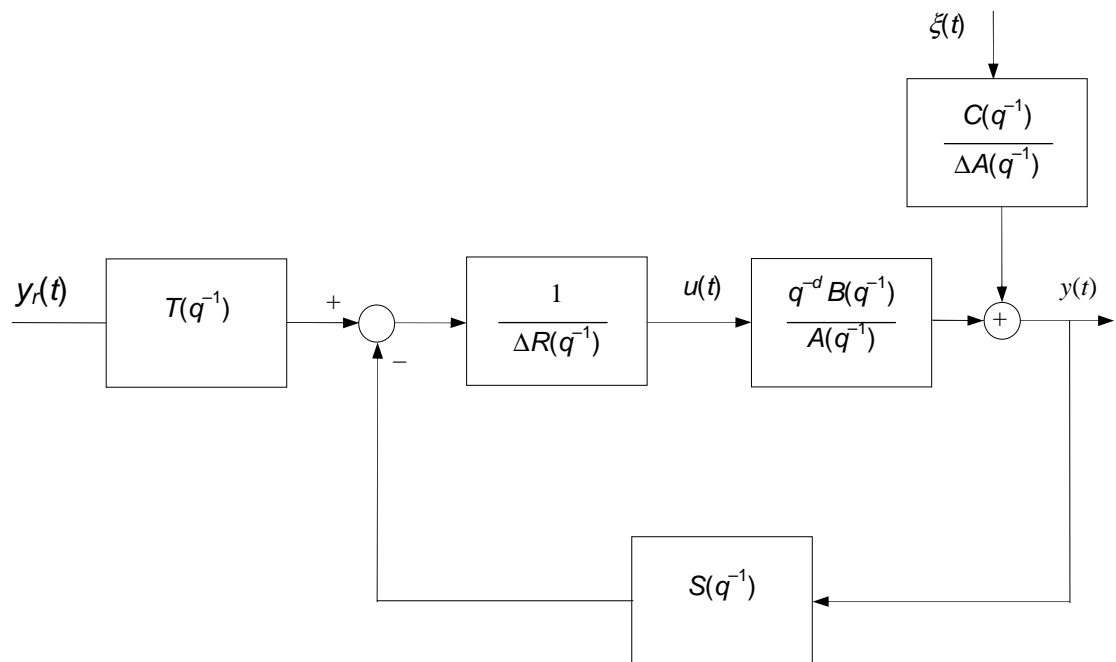 ξ(t)
C(q⁻¹)
ΔA(q⁻¹)
yᵣ(t)
T(q⁻¹)
+
−
1
ΔR(q⁻¹)
u(t)
q⁻ᵈ B(q⁻¹)
A(q⁻¹)
+
y(t)
S(q⁻¹)